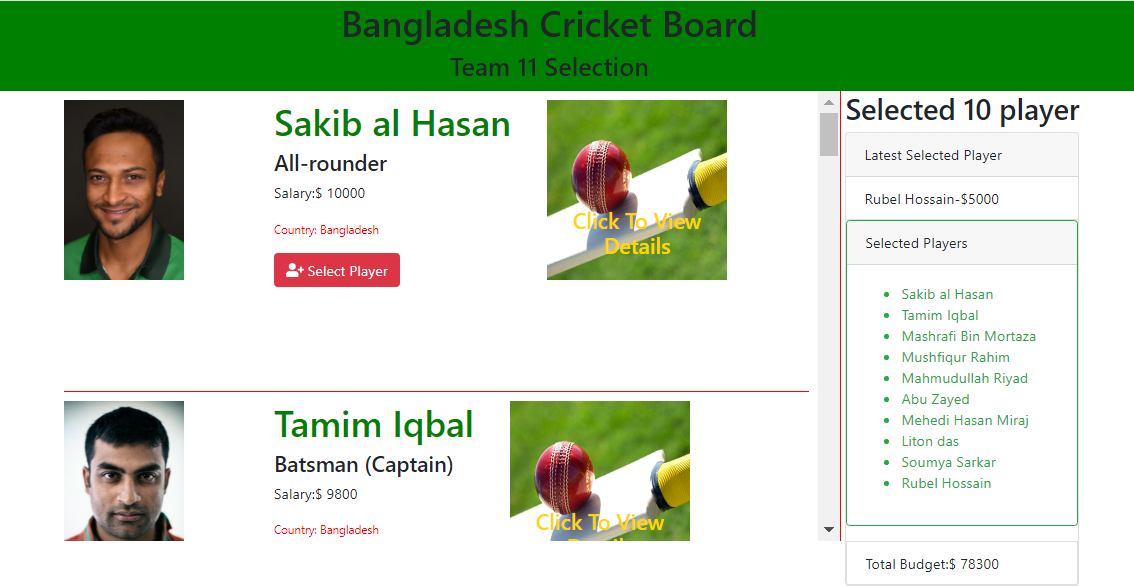 Bangladesh Cricket Board
Team 11 Selection
Sakib al Hasan
All-rounder
Salary:$ 10000
Country: Bangladesh
Select Player
Click To View
Details
Tamim Iqbal
Batsman (Captain)
Salary:$ 9800
Country: Bangladesh
Click To View
Details
Selected 10 player
Latest Selected Player
Rubel Hossain-$5000
Selected Players
Sakib al Hasan
Tamim Iqbal
Mashrafi Bin Mortaza
Mushfiqur Rahim
Mahmudullah Riyad
Abu Zayed
Mehedi Hasan Miraj
Liton das
Soumya Sarkar
Rubel Hossain
Total Budget:$ 78300